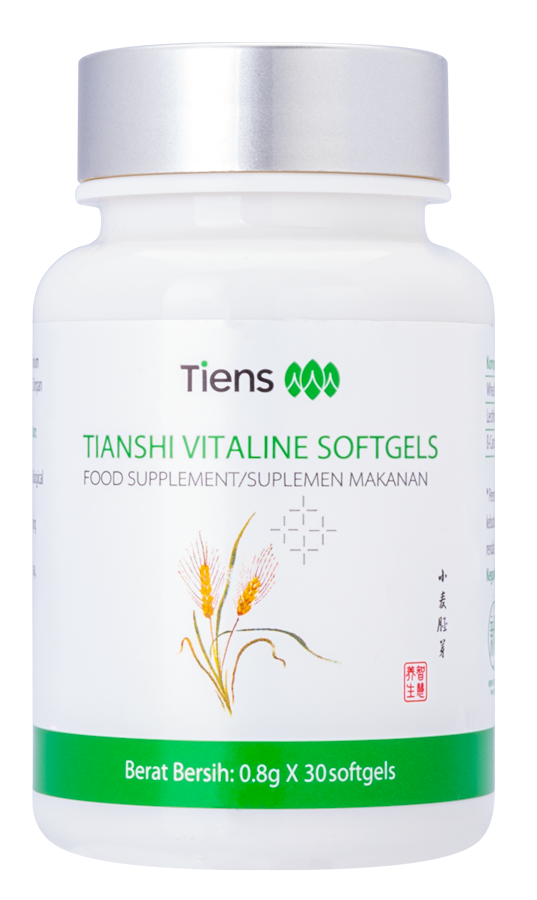 Tiens
TIANSHI VITALINE SOFTGELS
FOOD SUPPLEMENT/SUPLEMEN MAKANAN
小麦胚芽
智慧
养生
Berat Bersih: 0.8g X 30softgels